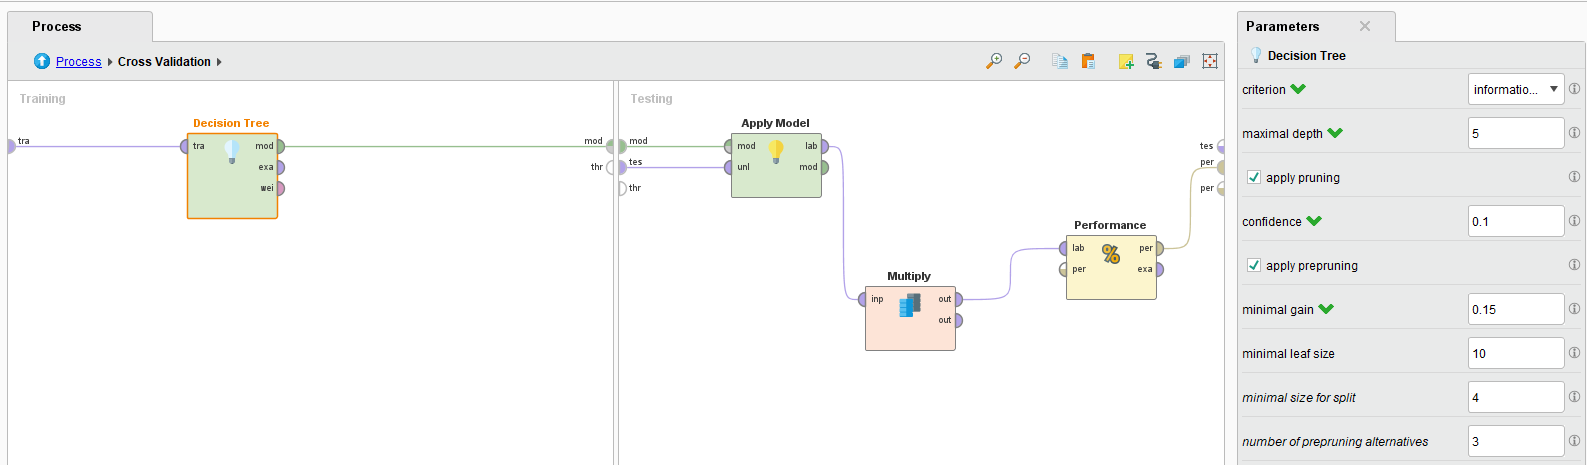 Process
Process Cross Validation
Training
tra
Decision Tree
tra mod
exa
wei
mod
thr
Testing
mod
tes
thr
Apply Model
mod lab
unl mod
Multiply
inp out
out
Performance
lab per
per exa
tes
per
per
Parameters
Decision Tree
criterion informatio...
maximal depth 5
apply pruning
confidence 0.1
apply prepruning
minimal gain 0.15
minimal leaf size 10
minimal size for split 4
number of prepruning alternatives 3